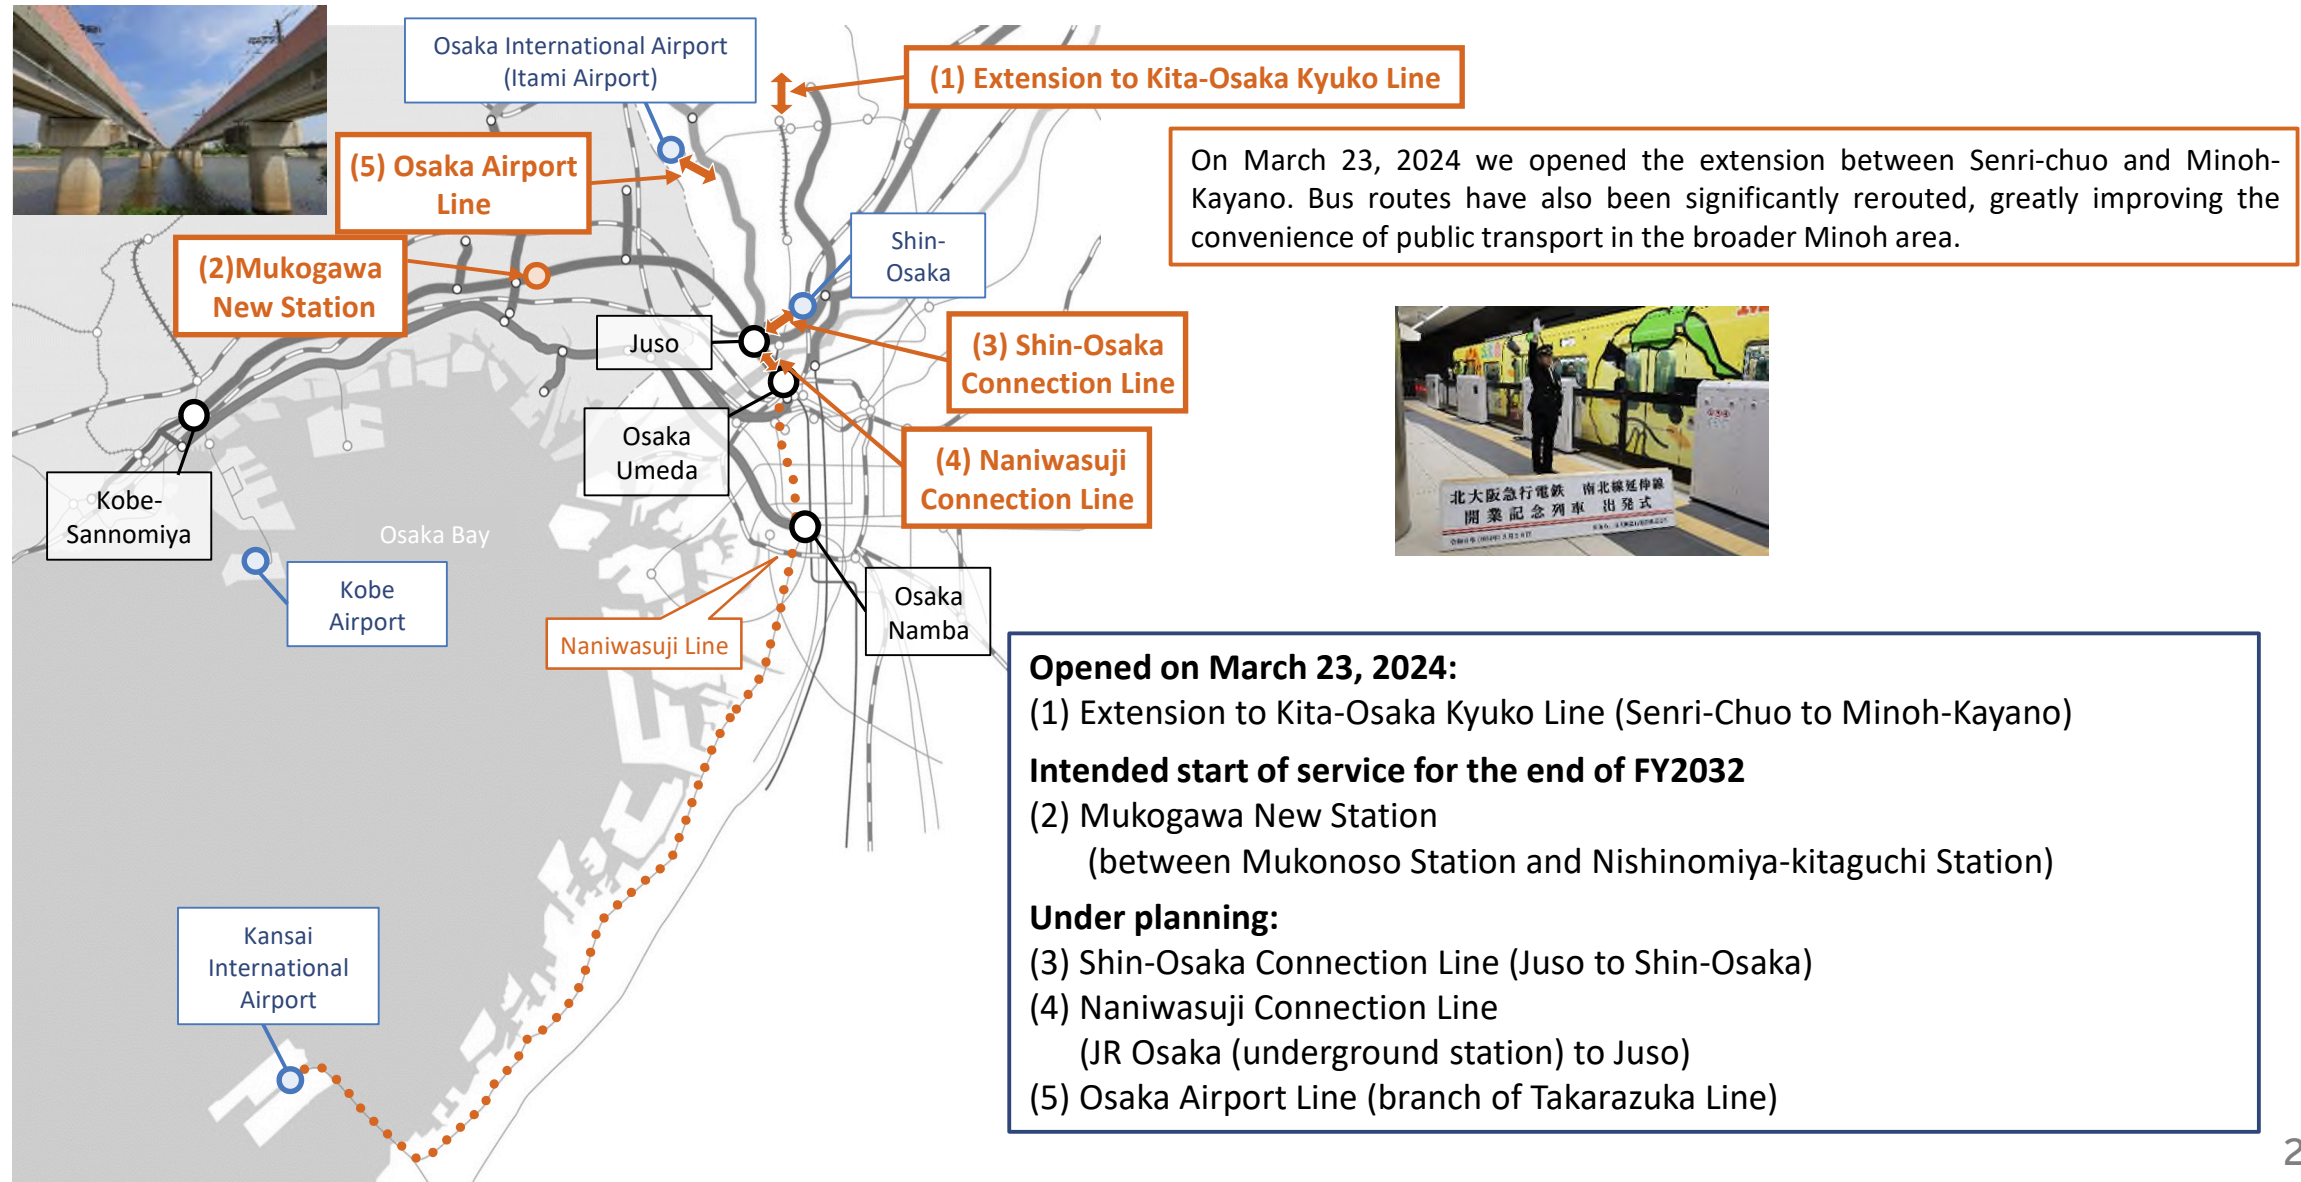 Osaka International Airport
(Itami Airport)
(1) Extension to Kita-Osaka Kyuko Line
(5) Osaka Airport
Line
On March 23, 2024 we opened the extension between Senri-chuo and Minoh-
Kayano. Bus routes have also been significantly rerouted, greatly improving the
convenience of public transport in the broader Minoh area.
(2)Mukogawa
New Station
Shin-
Osaka
Juso
(3) Shin-Osaka
Connection Line
Osaka
Umeda
(4) Naniwasuji
Connection Line
Kobe-
Sannomiya
Osaka Bay
Kobe
Airport
Osaka
Namba
Naniwasuji Line
北大阪急行電鉄 南北線延伸線
開業記念列車 出発式
Opened on March 23, 2024:
(1) Extension to Kita-Osaka Kyuko Line (Senri-Chuo to Minoh-Kayano)
Intended start of service for the end of FY2032
(2) Mukogawa New Station
(between Mukonoso Station and Nishinomiya-kitaguchi Station)
Under planning:
(3) Shin-Osaka Connection Line (Juso to Shin-Osaka)
(4) Naniwasuji Connection Line
(JR Osaka (underground station) to Juso)
(5) Osaka Airport Line (branch of Takarazuka Line)
Kansai
International
Airport
2